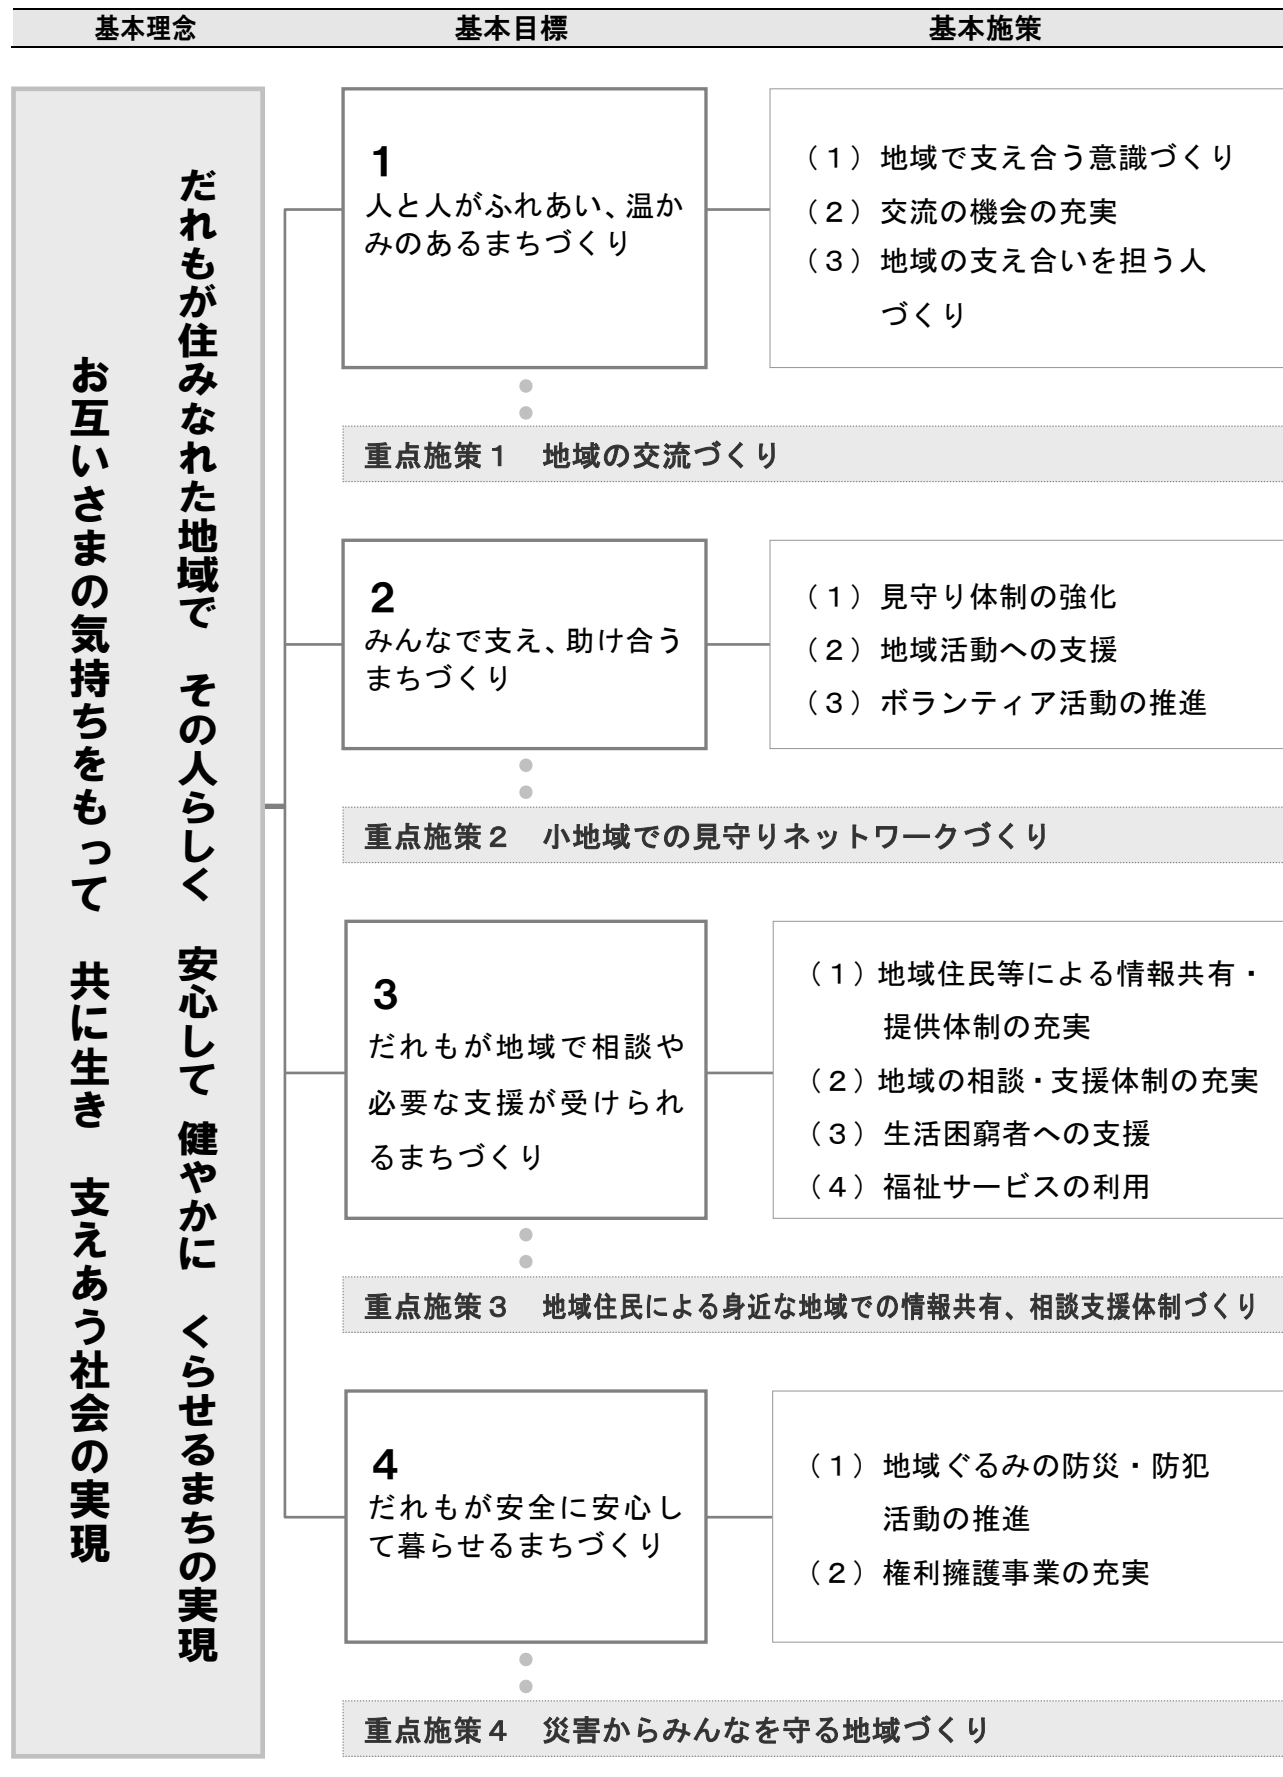 基本理念 基本目標 基本施策
だれもが住みなれた地域で その人らしく 安心して 健やかに くらせるまちの実現
お互いさまの気持ちをもって 共に生き 支えあう社会の実現
1
人と人がふれあい、温か
みのあるまちづくり
（１）地域で支え合う意識づくり
（２）交流の機会の充実
（３）地域の支え合いを担う人
づくり
重点施策１ 地域の交流づくり
2
みんなで支え、助け合う
まちづくり
（１）見守り体制の強化
（２）地域活動への支援
（３）ボランティア活動の推進
重点施策２ 小地域での見守りネットワークづくり
3
だれもが地域で相談や
必要な支援が受けられ
るまちづくり
（１）地域住民等による情報共有・
提供体制の充実
（２）地域の相談・支援体制の充実
（３）生活困窮者への支援
（４）福祉サービスの利用
重点施策３ 地域住民による身近な地域での情報共有、相談支援体制づくり
4
だれもが安全に安心し
て暮らせるまちづくり
（１）地域ぐるみの防災・防犯
活動の推進
（２）権利擁護事業の充実
重点施策４ 災害からみんなを守る地域づくり